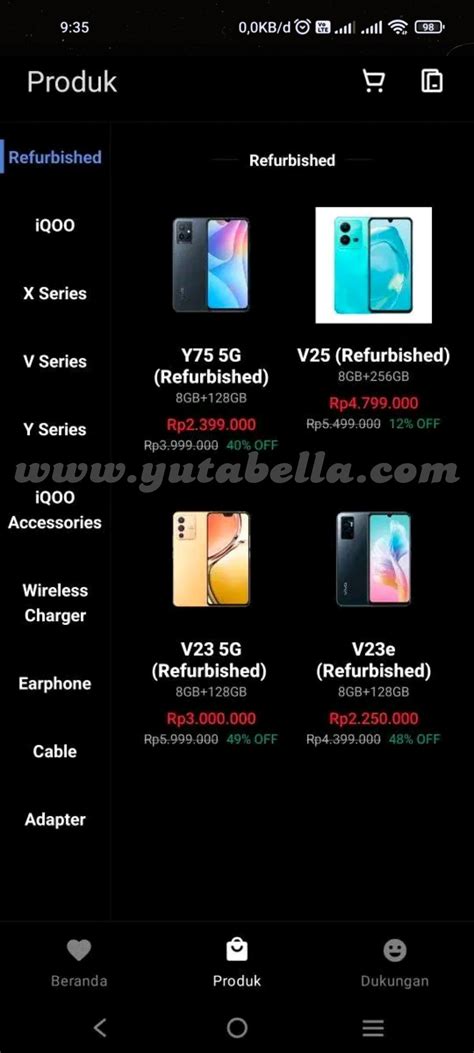 9:35
0,0KB/d
Vo LTE
98
Produk
Refurbished
iQOO
X Series
V Series
Y Series
iQOO
Accessories
Wireless
Charger
Earphone
Cable
Adapter
Refurbished
Y75 5G
(Refurbished)
8GB+128GB
Rp2.399.000
Rp3.999.000 40% OFF
V25 (Refurbished)
8GB+256GB
Rp4.799.000
Rp5.499.000 12% OFF
www.yutabella.com
V23 5G
(Refurbished)
8GB+128GB
Rp3.000.000
Rp5.999.000 49% OFF
V23e
(Refurbished)
8GB+128GB
Rp2.250.000
Rp4.399.000 48% OFF
Beranda
Produk
Dukungan